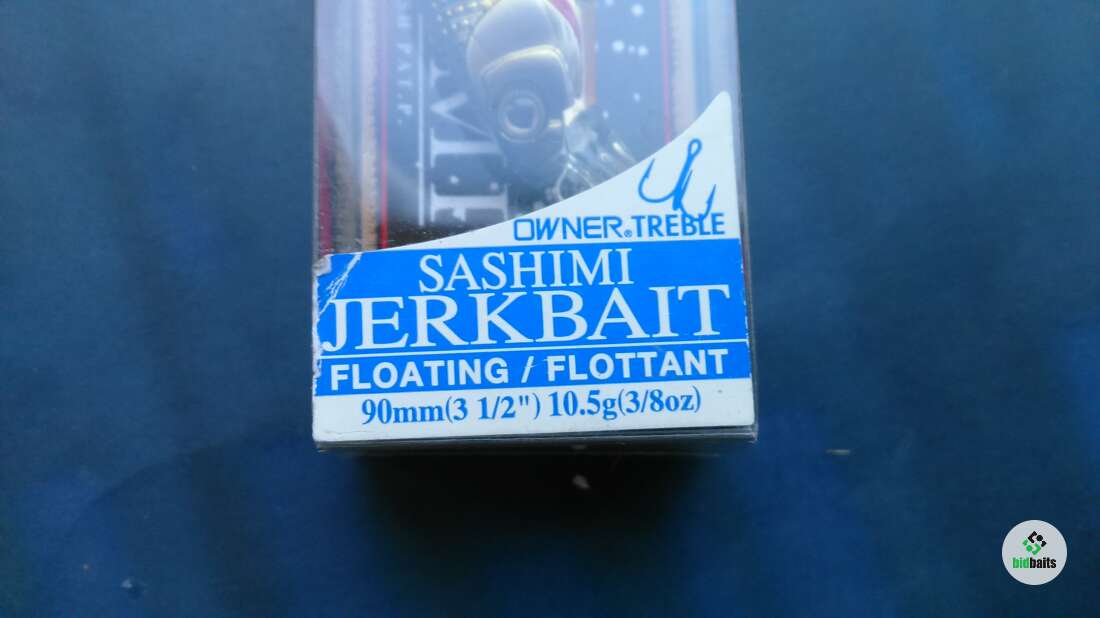 OWNER® TREBLE
SASHIMI
JERKBAIT
FLOATING / FLOTTANT
90mm(3 1/2") 10.5g(3/8oz)
bidbaits